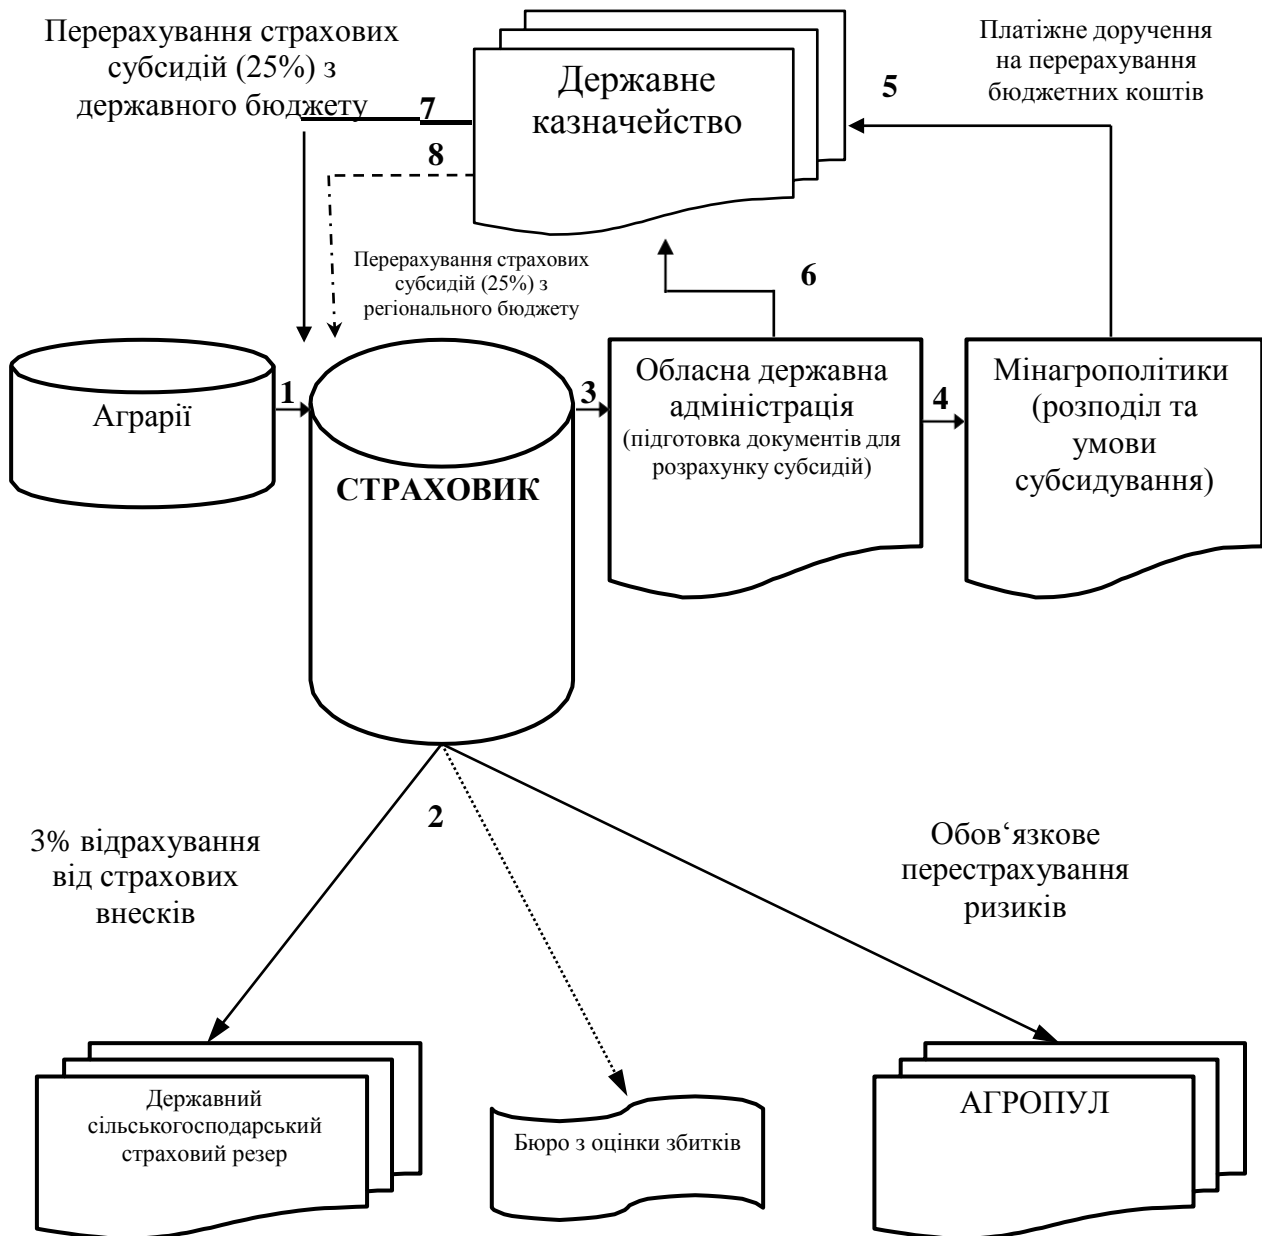 Перерахування страхових
субсидій (25%) з
державного бюджету
7
8
Державне
казначейство
5
Платіжне доручення
на перерахування
бюджетних коштів
Перерахування страхових
субсидій (25%) з
регіонального бюджету
6
Аграрії
1
СТРАХОВИК
3
Обласна державна
адміністрація
(підготовка документів для
розрахунку субсидій)
4
Мінагрополітики
(розподіл та
умови
субсидування)
2
3% відрахування
від страхових
внесків
Обов‘язкове
перестрахування
ризиків
Державний
сільськогосподарський
страховий резер
Бюро з оцінки збитків
АГРОПУЛ